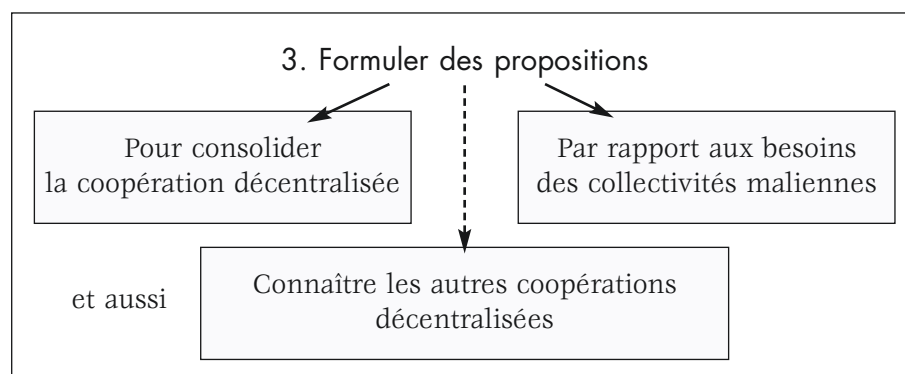 3. Formuler des propositions
Pour consolider
la coopération décentralisée
Par rapport aux besoins
des collectivités maliennes
et aussi
Connaître les autres coopérations
décentralisées